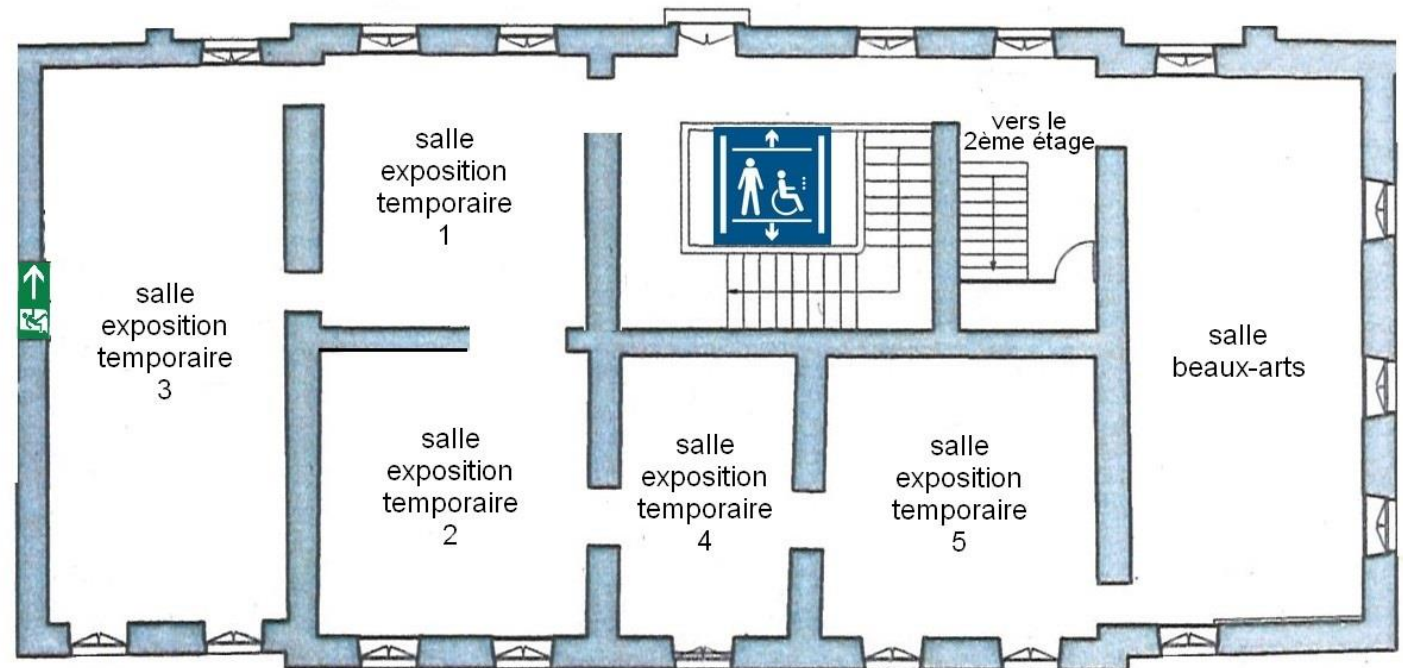 salle
exposition
temporaire
1
vers le
2ème étage
salle
exposition
temporaire
3
salle
beaux-arts
salle
exposition
temporaire
2
salle
exposition
temporaire
4
salle
exposition
temporaire
5